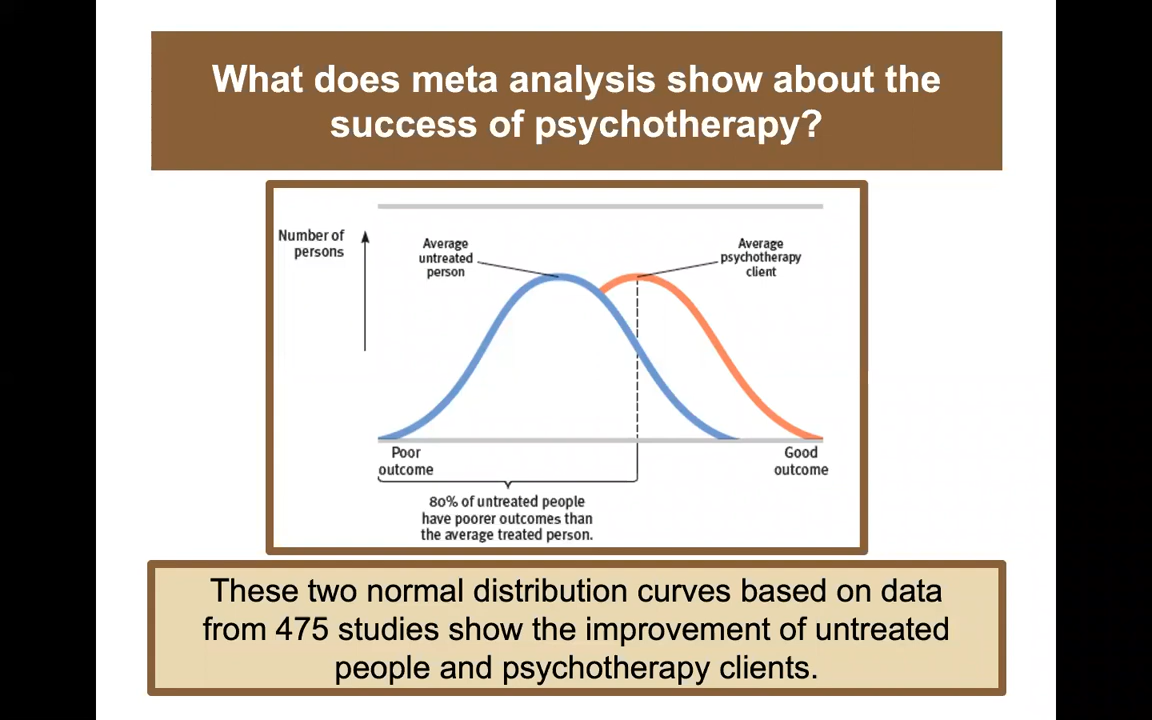 What does meta analysis show about the
success of psychotherapy?
Number of
persons
Average
untreated
person
Average
psychotherapy
client
Poor
outcome
Good
outcome
80% of untreated people
have poorer outcomes than
the average treated person.
These two normal distribution curves based on data
from 475 studies show the improvement of untreated
people and psychotherapy clients.